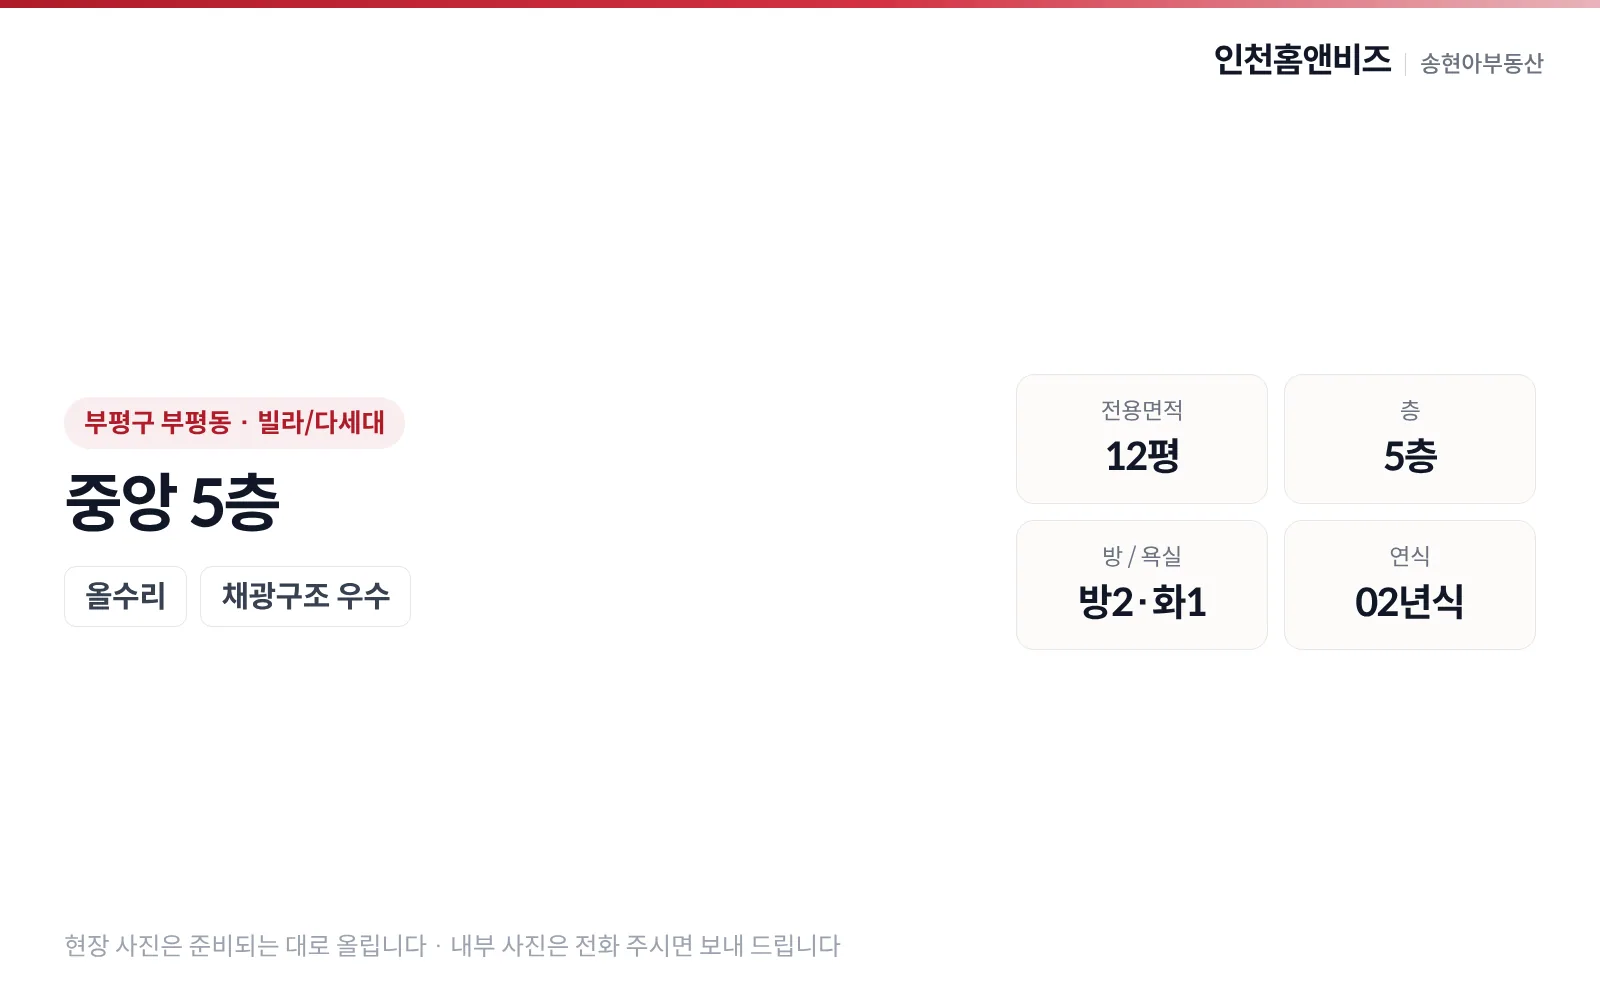 인천홈앤비즈 송현아부동산
부평구 부평동 · 빌라/다세대
중앙 5층
올수리 채광구조 우수
전용면적
12평
층
5층
방 / 욕실
방2·화1
연식
02년식
현장 사진은 준비되는 대로 올립니다 · 내부 사진은 전화 주시면 보내 드립니다